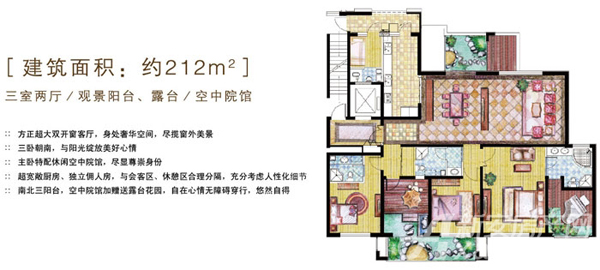 [ 建筑面积：约212m² ]
三室两厅 / 观景阳台、露台 / 空中院馆
:: 方正超大双开窗客厅，身处奢华空间，尽揽窗外美景
:: 三卧朝南，与阳光绽放美好心情
:: 主卧特配休闲空中院馆，尽显尊崇身份
:: 超宽敞厨房、独立佣人房，与会客区、休憩区合理分隔，充分考虑人性化细节
:: 南北三阳台，空中院馆加赠送露台花园，自在心情无障碍穿行，悠然自得